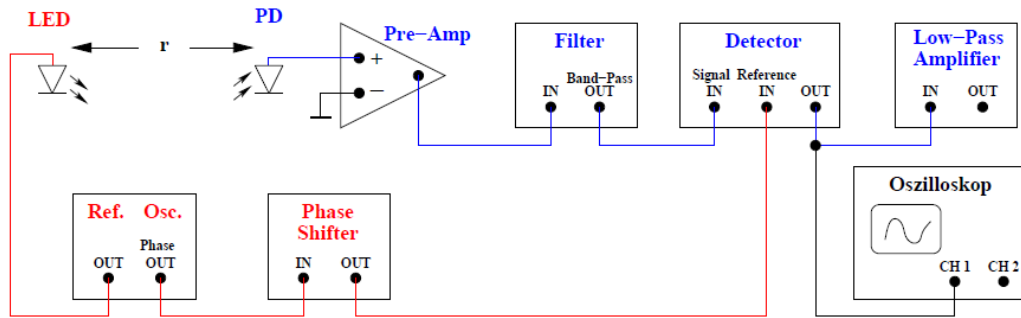 LED
r
PD
Pre-Amp
+
−
Filter
Band-Pass
IN OUT
Detector
Signal Reference
IN IN OUT
Low-Pass
Amplifier
IN OUT
Ref. Osc.
Phase
OUT OUT
Phase
Shifter
IN OUT
Oszilloskop
CH 1 CH 2